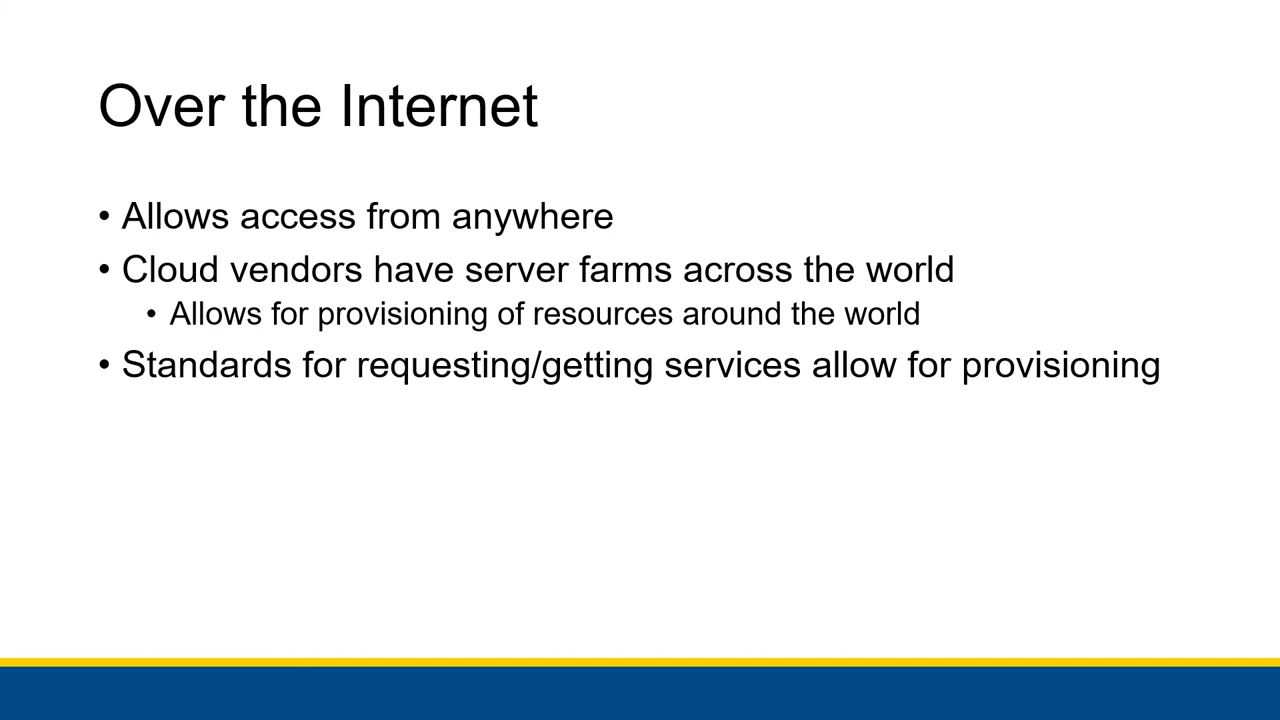 Over the Internet
• Allows access from anywhere
• Cloud vendors have server farms across the world
• Allows for provisioning of resources around the world
• Standards for requesting/getting services allow for provisioning